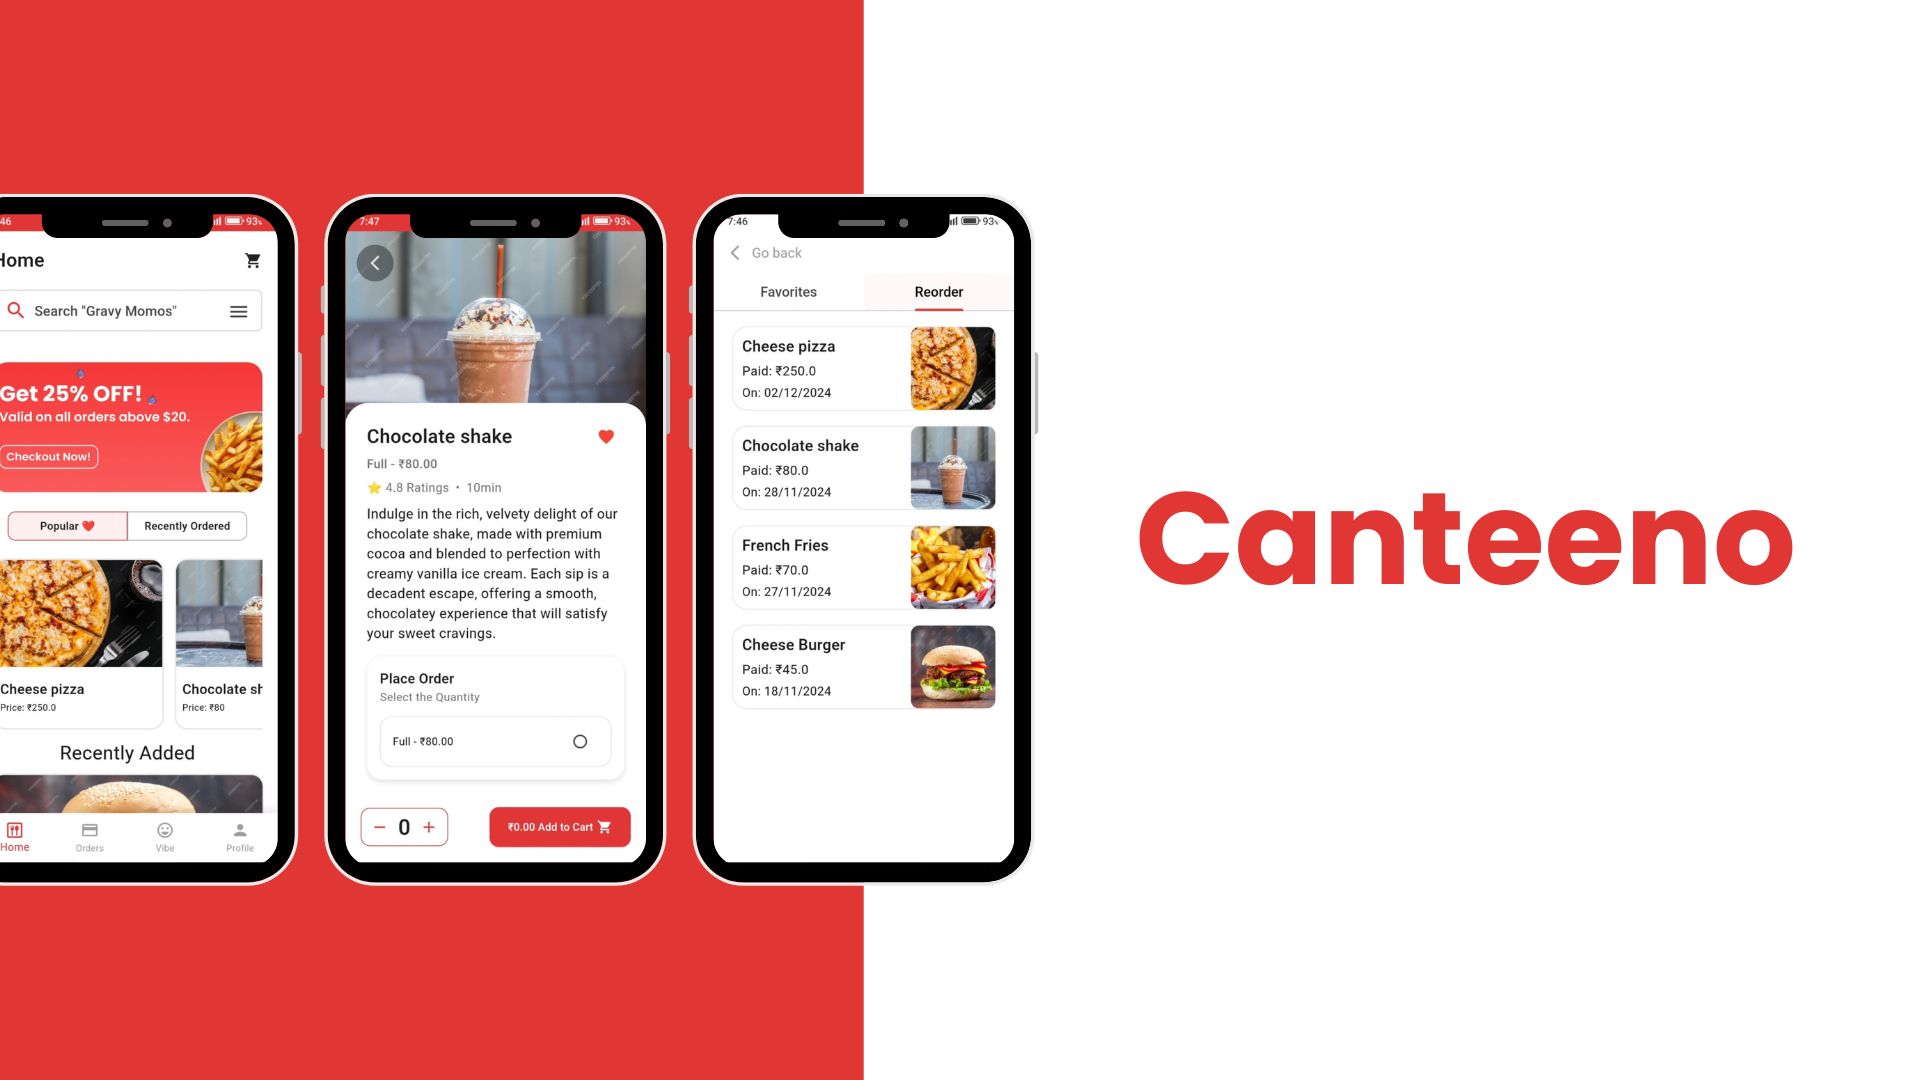 46
93%
Home
Search "Gravy Momos"
Get 25% OFF!
Valid on all orders above $20.
Checkout Now!
Popular ❤️
Recently Ordered
Cheese pizza
Price: ₹250.0
Chocolate sh
Price: ₹80
Recently Added
Home
Orders
Vibe
Profile
7:47
93%
Chocolate shake
Full - ₹80.00
⭐ 4.8 Ratings • 10min
Indulge in the rich, velvety delight of our
chocolate shake, made with premium
cocoa and blended to perfection with
creamy vanilla ice cream. Each sip is a
decadent escape, offering a smooth,
chocolatey experience that will satisfy
your sweet cravings.
Place Order
Select the Quantity
Full - ₹80.00
− 0 +
₹0.00 Add to Cart
7:46
93%
Go back
Favorites
Reorder
Cheese pizza
Paid: ₹250.0
On: 02/12/2024
Chocolate shake
Paid: ₹80.0
On: 28/11/2024
French Fries
Paid: ₹70.0
On: 27/11/2024
Cheese Burger
Paid: ₹45.0
On: 18/11/2024
Canteeno